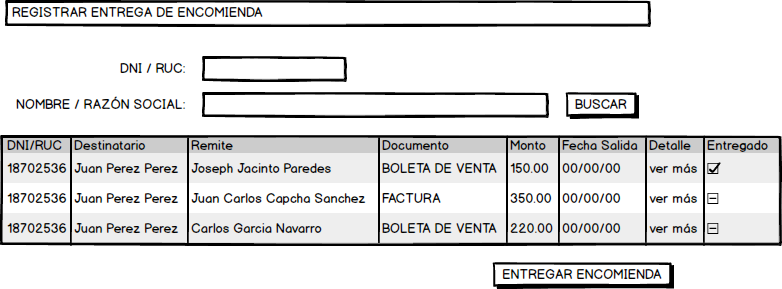 REGISTRAR ENTREGA DE ENCOMIENDA
DNI / RUC:
NOMBRE / RAZÓN SOCIAL: BUSCAR
DNI/RUC Destinatario Remite Documento Monto Fecha Salida Detalle Entregado
18702536 Juan Perez Perez Joseph Jacinto Paredes BOLETA DE VENTA 150.00 00/00/00 ver más
18702536 Juan Perez Perez Juan Carlos Capcha Sanchez FACTURA 350.00 00/00/00 ver más
18702536 Juan Perez Perez Carlos Garcia Navarro BOLETA DE VENTA 220.00 00/00/00 ver más
ENTREGAR ENCOMIENDA